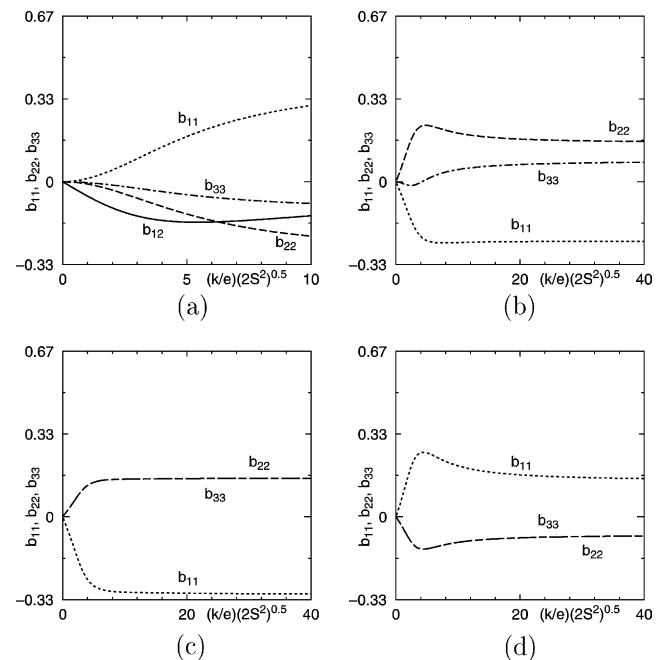 0.67
0.33
0
−0.33
b11, b22, b33
b11
b33
b12
b22
0 5 (k/e)(2S²)^0.5 10
(a)
0.67
0.33
0
−0.33
b11, b22, b33
b22
b33
b11
0 20 (k/e)(2S²)^0.5 40
(b)
0.67
0.33
0
−0.33
b11, b22, b33
b22
b33
b11
0 20 (k/e)(2S²)^0.5 40
(c)
0.67
0.33
0
−0.33
b11, b22, b33
b11
b33
b22
0 20 (k/e)(2S²)^0.5 40
(d)